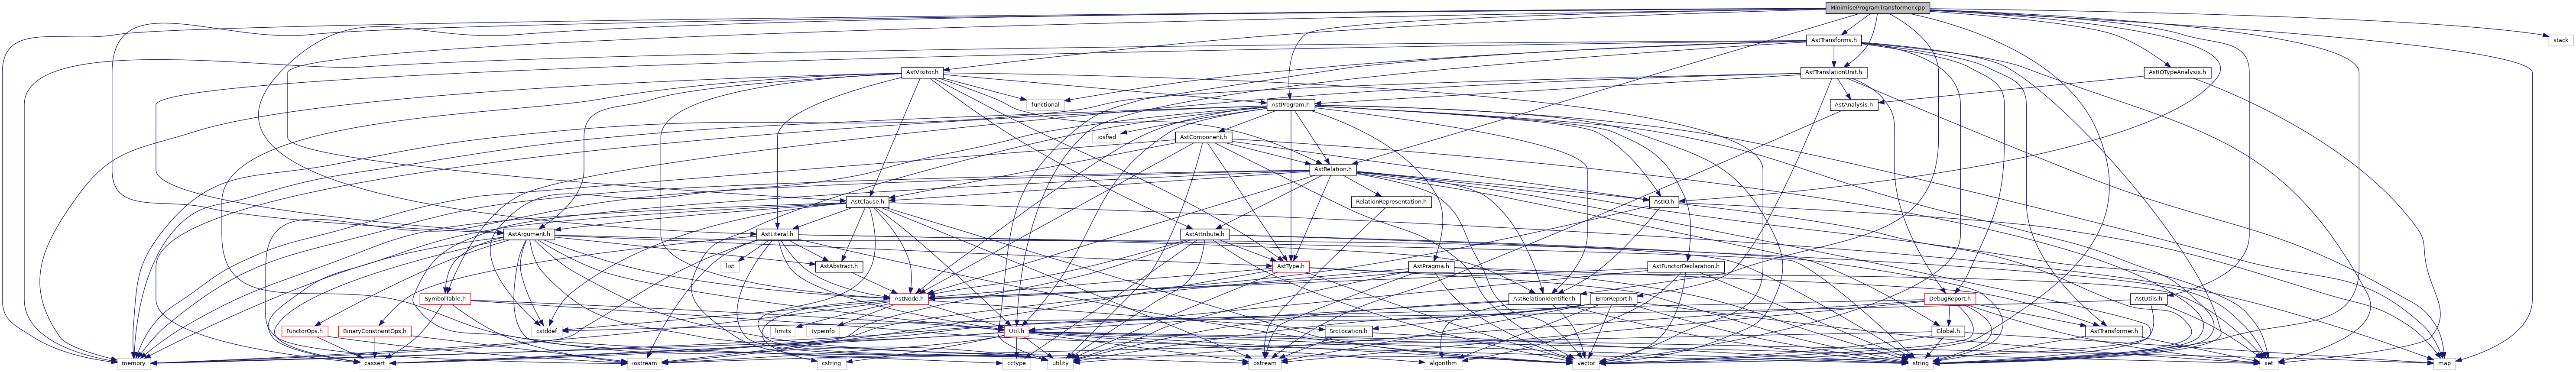 MinimiseProgramTransformer.cpp
AstTransforms.h
stack
AstVisitor.h
AstTranslationUnit.h
AstIOTypeAnalysis.h
functional
AstProgram.h
AstAnalysis.h
iosfwd
AstComponent.h
AstRelation.h
AstClause.h
RelationRepresentation.h
AstIO.h
AstArgument.h
AstLiteral.h
AstAttribute.h
list
AstAbstract.h
AstType.h
AstPragma.h
AstFunctorDeclaration.h
SymbolTable.h
AstNode.h
AstRelationIdentifier.h
ErrorReport.h
DebugReport.h
AstUtils.h
FunctorOps.h
BinaryConstraintOps.h
cstddef
limits
typeinfo
Util.h
SrcLocation.h
Global.h
AstTransformer.h
memory
cassert
iostream
cstring
cctype
utility
ostream
algorithm
vector
string
set
map